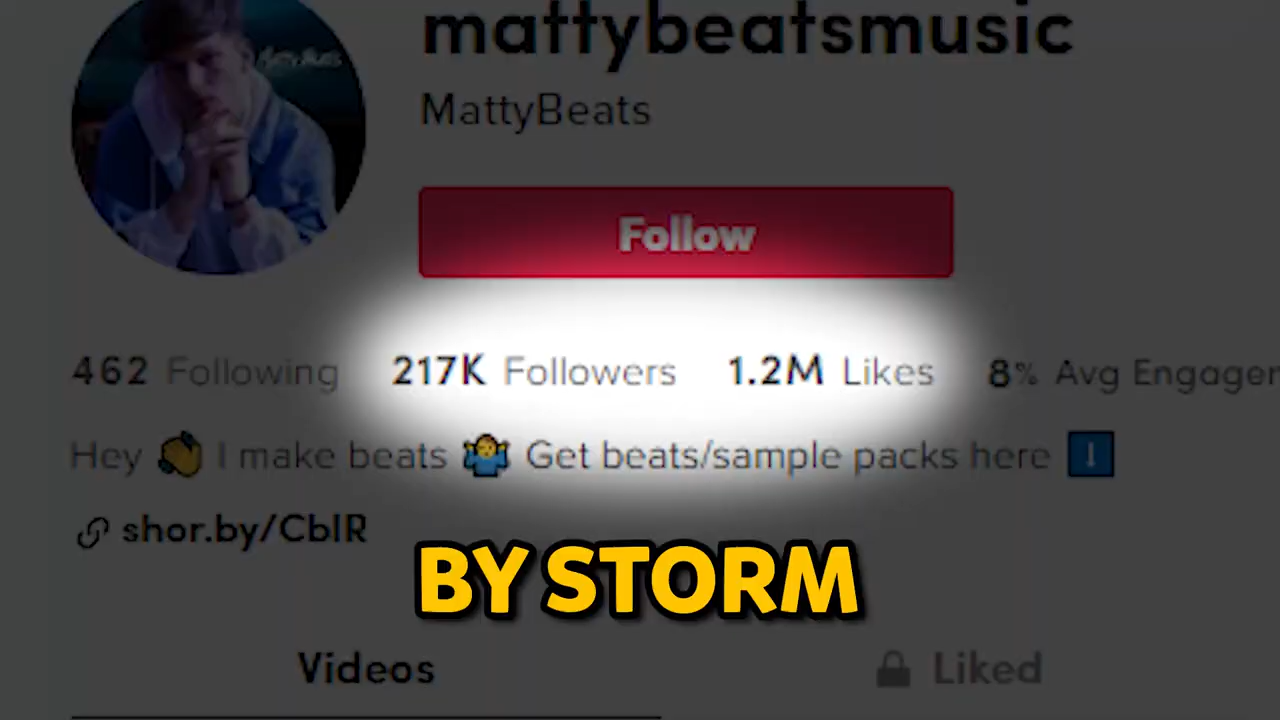 mattybeatsmusic
MattyBeats
Follow
462 Following 217K Followers 1.2M Likes 8% Avg Engager
Hey 👋 I make beats 🤷‍♂️ Get beats/sample packs here ⬇️
shor.by/CblR
BY STORM
Videos Liked